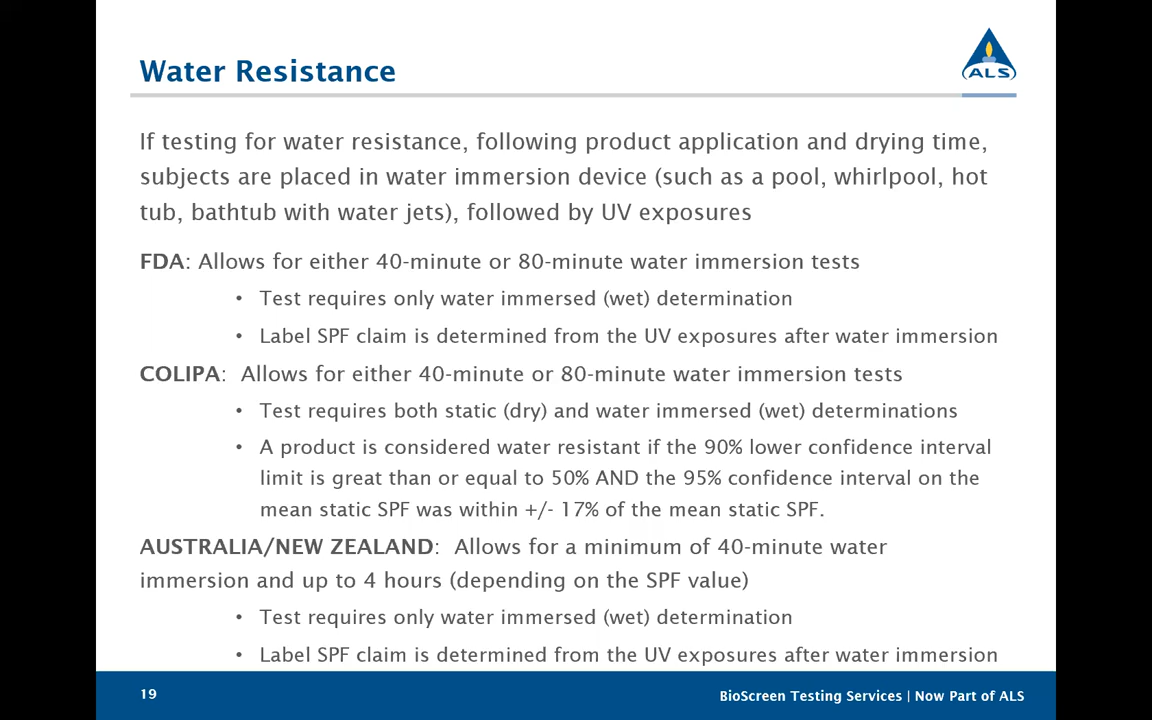 Water Resistance
ALS
If testing for water resistance, following product application and drying time,
subjects are placed in water immersion device (such as a pool, whirlpool, hot
tub, bathtub with water jets), followed by UV exposures
FDA: Allows for either 40-minute or 80-minute water immersion tests
• Test requires only water immersed (wet) determination
• Label SPF claim is determined from the UV exposures after water immersion
COLIPA:  Allows for either 40-minute or 80-minute water immersion tests
• Test requires both static (dry) and water immersed (wet) determinations
• A product is considered water resistant if the 90% lower confidence interval
limit is great than or equal to 50% AND the 95% confidence interval on the
mean static SPF was within +/- 17% of the mean static SPF.
AUSTRALIA/NEW ZEALAND:  Allows for a minimum of 40-minute water
immersion and up to 4 hours (depending on the SPF value)
• Test requires only water immersed (wet) determination
• Label SPF claim is determined from the UV exposures after water immersion
19
BioScreen Testing Services | Now Part of ALS